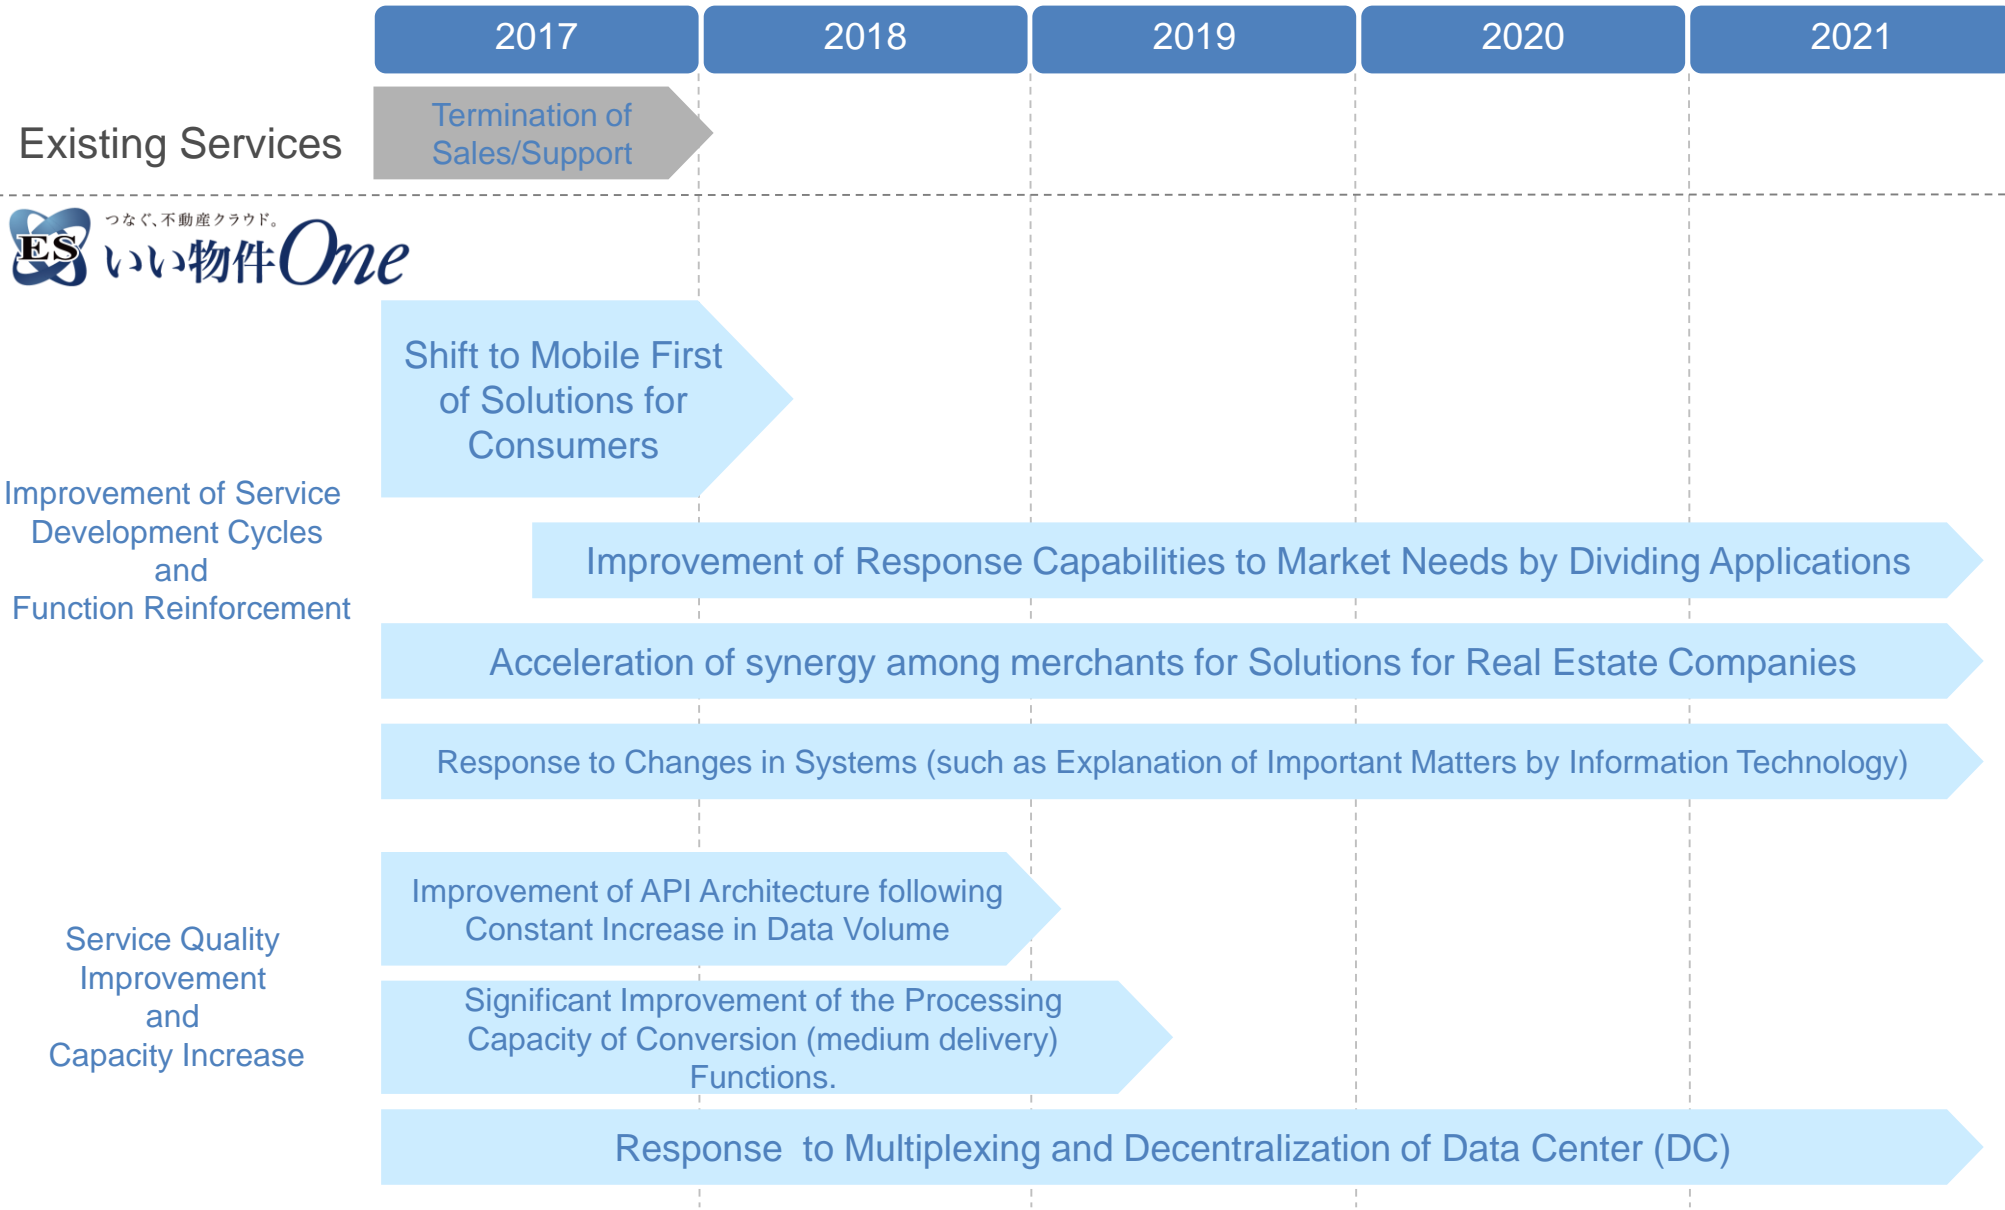 2017
2018
2019
2020
2021
Existing Services
Termination of
Sales/Support
ES
つなぐ、不動産クラウド。
いい物件One
Improvement of Service
Development Cycles
and
Function Reinforcement
Shift to Mobile First
of Solutions for
Consumers
Improvement of Response Capabilities to Market Needs by Dividing Applications
Acceleration of synergy among merchants for Solutions for Real Estate Companies
Response to Changes in Systems (such as Explanation of Important Matters by Information Technology)
Service Quality
Improvement
and
Capacity Increase
Improvement of API Architecture following
Constant Increase in Data Volume
Significant Improvement of the Processing
Capacity of Conversion (medium delivery)
Functions.
Response to Multiplexing and Decentralization of Data Center (DC)